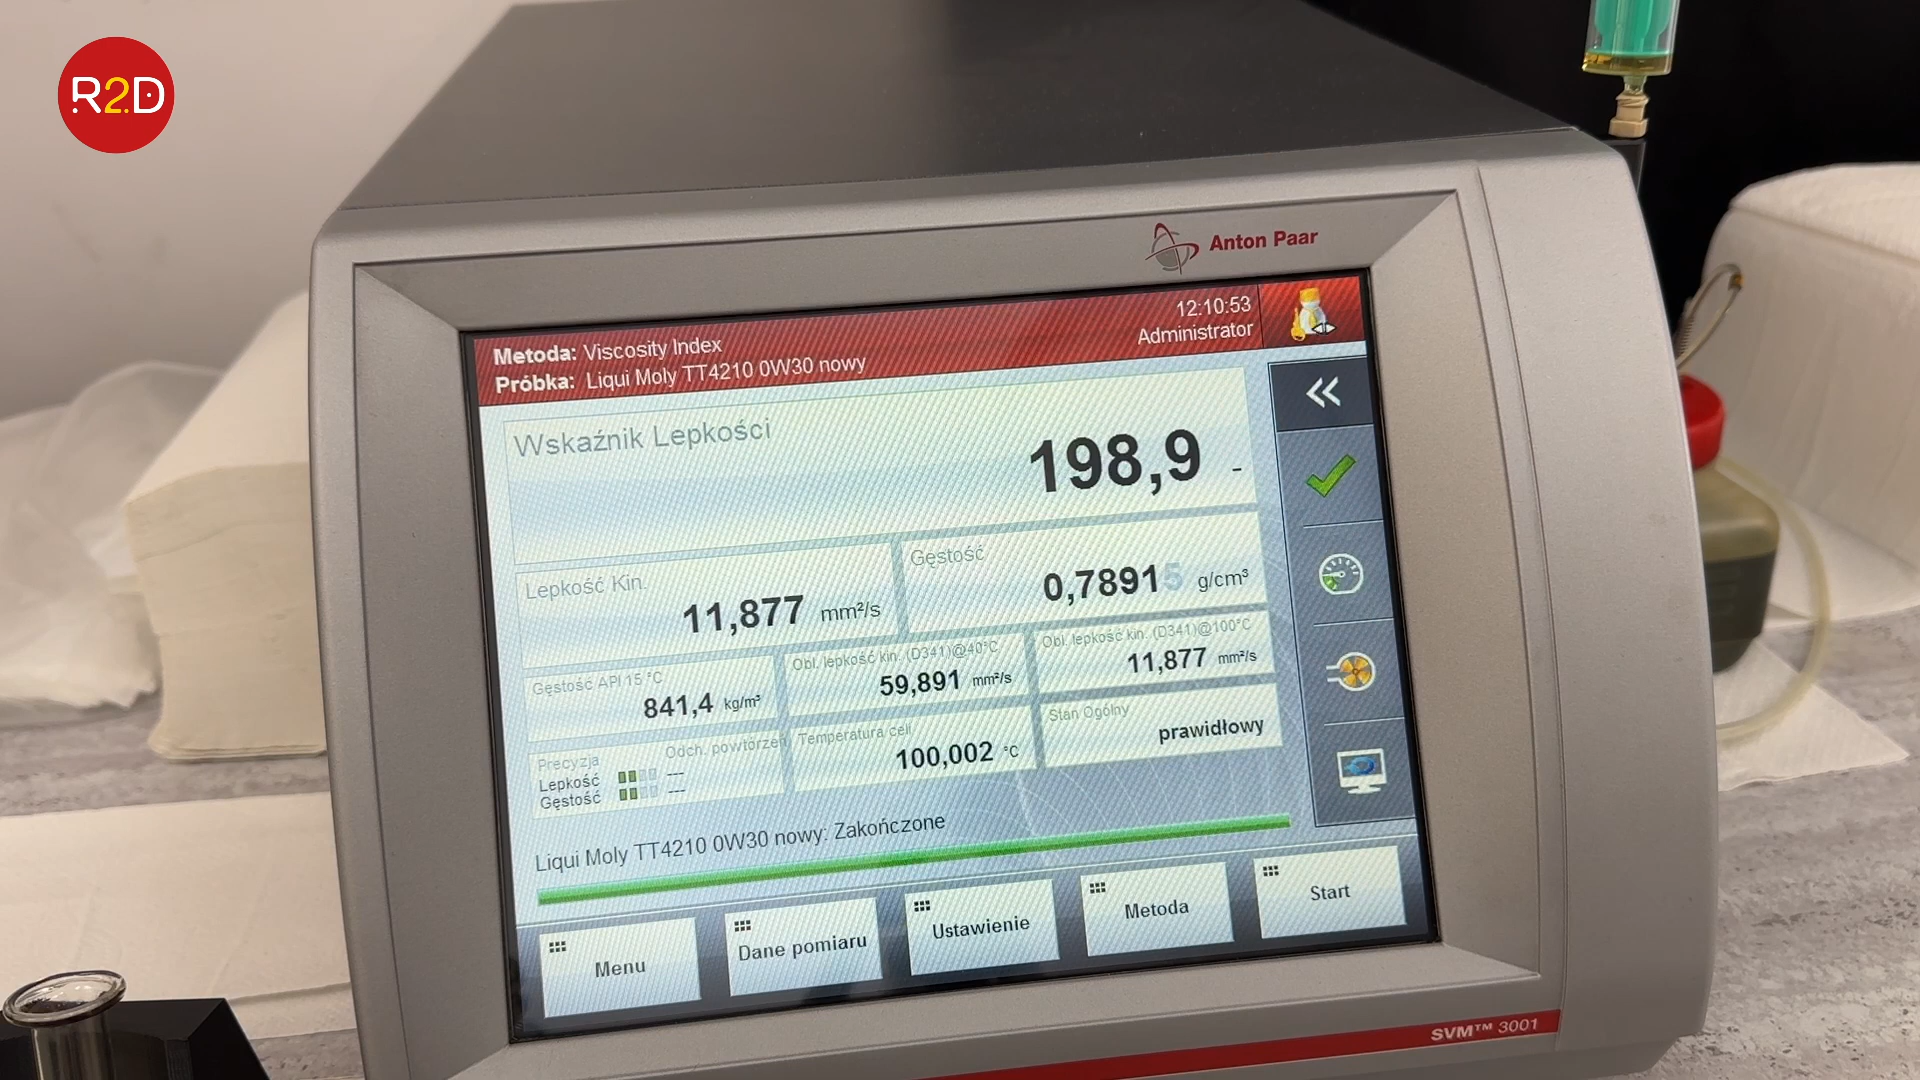 R2D
Anton Paar
12:10:53
Administrator
Metoda: Viscosity Index
Próbka: Liqui Moly TT4210 0W30 nowy
Wskaźnik Lepkości
198,9 -
Lepkość Kin.
11,877 mm²/s
Gęstość
0,78915 g/cm³
Gęstość API 15 °C
841,4 kg/m³
Obl. lepkość kin. (D341)@40°C
59,891 mm²/s
Obl. lepkość kin. (D341)@100°C
11,877 mm²/s
Precyzja
Odch. powtórzeń
Lepkość ---
Gęstość ---
Temperatura celi
100,002 °C
Stan Ogólny
prawidłowy
Liqui Moly TT4210 0W30 nowy: Zakończone
Menu
Dane pomiaru
Ustawienie
Metoda
Start
SVM™ 3001